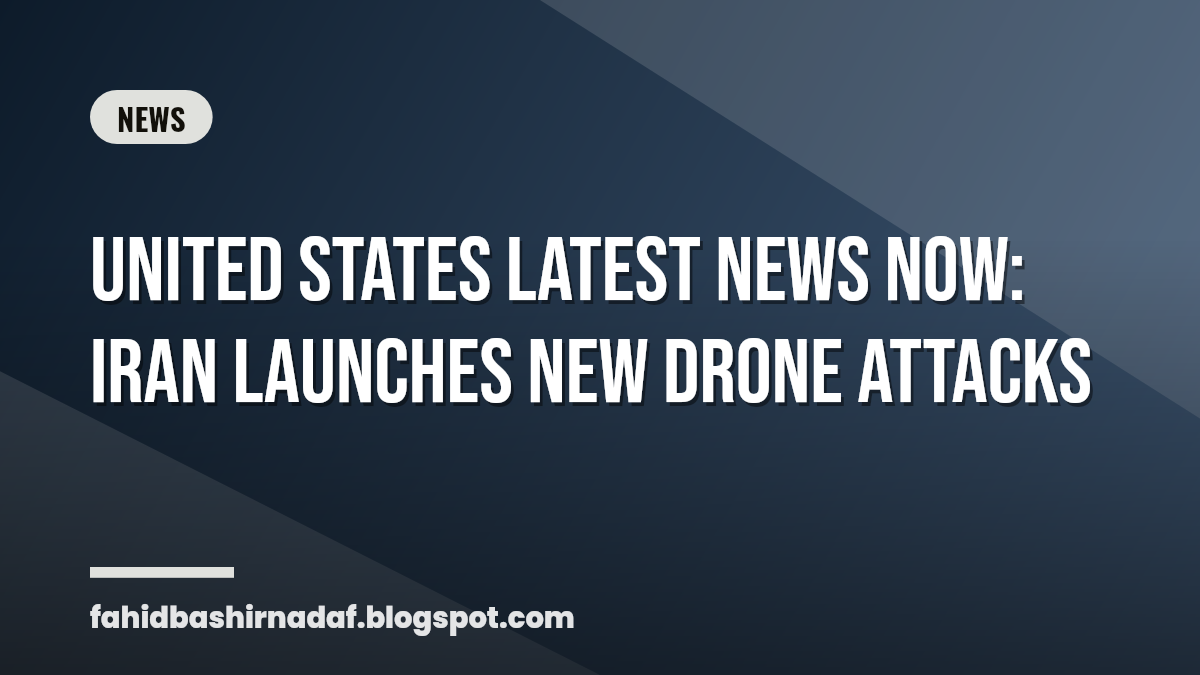 NEWS
UNITED STATES LATEST NEWS NOW:
IRAN LAUNCHES NEW DRONE ATTACKS
fahidbashirnadaf.blogspot.com